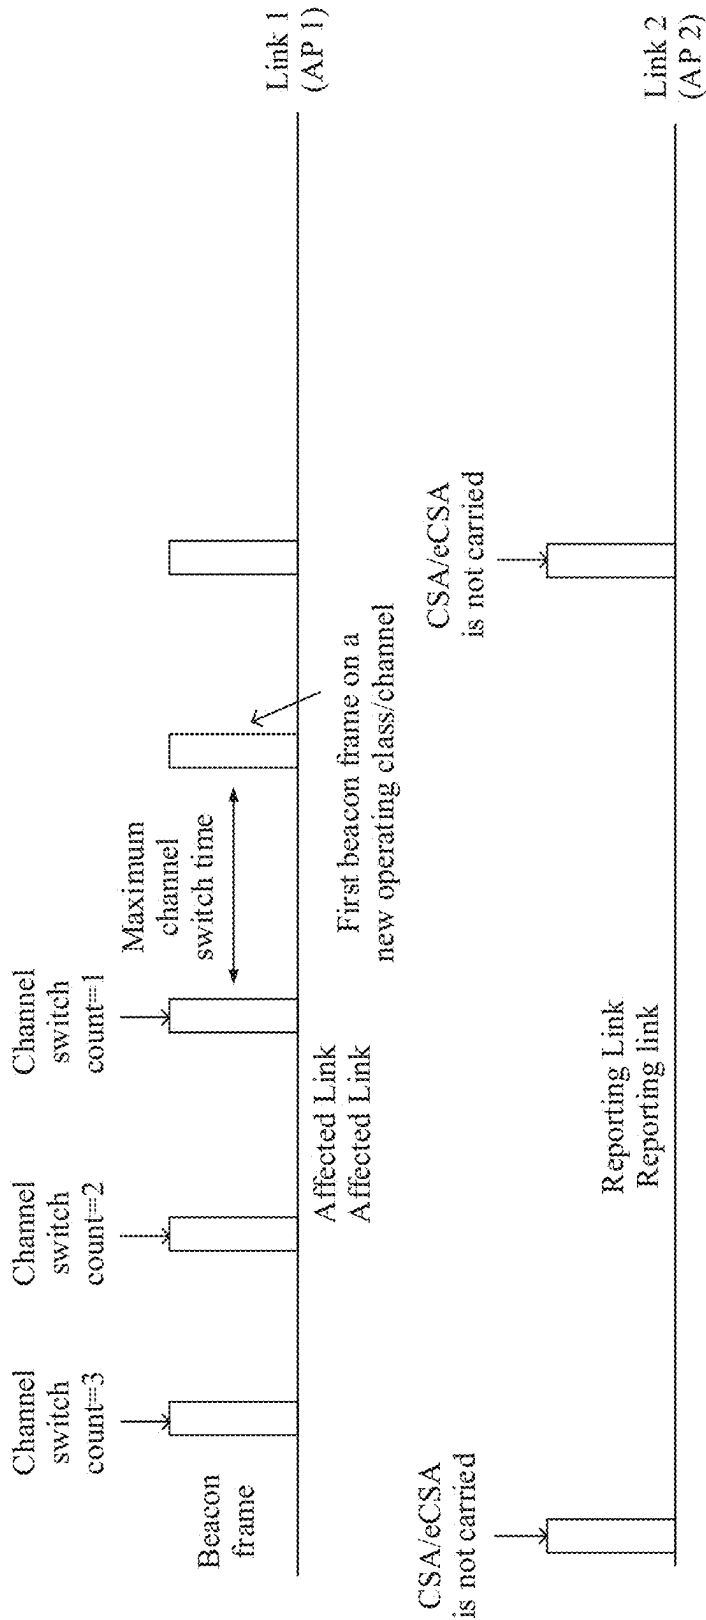 Channel
switch
count=3
Channel
switch
count=2
Channel
switch
count=1
Maximum
channel
switch time
Beacon
frame
Link 1
(AP 1)
Affected Link
Affected Link
First beacon frame on a
new operating class/channel
CSA/eCSA
is not carried
CSA/eCSA
is not carried
Reporting Link
Reporting link
Link 2
(AP 2)